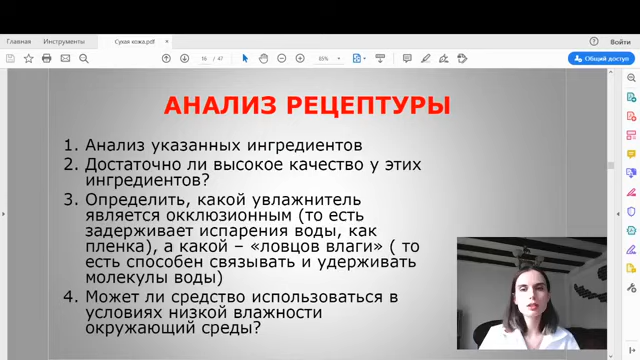 Главная Инструменты Сухая кожа.pdf × Войти
16 / 47 65% Общий доступ
АНАЛИЗ РЕЦЕПТУРЫ
1. Анализ указанных ингредиентов
2. Достаточно ли высокое качество у этих
ингредиентов?
3. Определить, какой увлажнитель
является окклюзионным (то есть
задерживает испарения воды, как
пленка), а какой – «ловцов влаги» ( то
есть способен связывать и удерживать
молекулы воды)
4. Может ли средство использоваться в
условиях низкой влажности
окружающий среды?